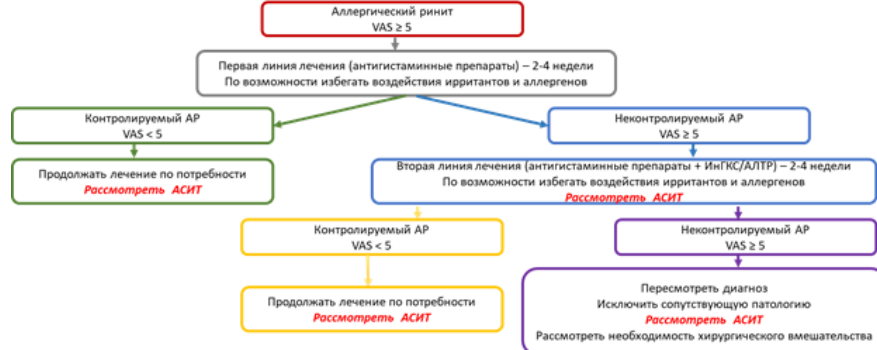 Аллергический ринит
VAS ≥ 5
Первая линия лечения (антигистаминные препараты) – 2-4 недели
По возможности избегать воздействия ирритантов и аллергенов
Контролируемый АР
VAS < 5
Неконтролируемый АР
VAS ≥ 5
Продолжать лечение по потребности
Рассмотреть АСИТ
Вторая линия лечения (антигистаминные препараты + ИнГКС/АЛТР) – 2-4 недели
По возможности избегать воздействия ирритантов и аллергенов
Рассмотреть АСИТ
Контролируемый АР
VAS < 5
Неконтролируемый АР
VAS ≥ 5
Продолжать лечение по потребности
Рассмотреть АСИТ
Пересмотреть диагноз
Исключить сопутствующую патологию
Рассмотреть АСИТ
Рассмотреть необходимость хирургического вмешательства